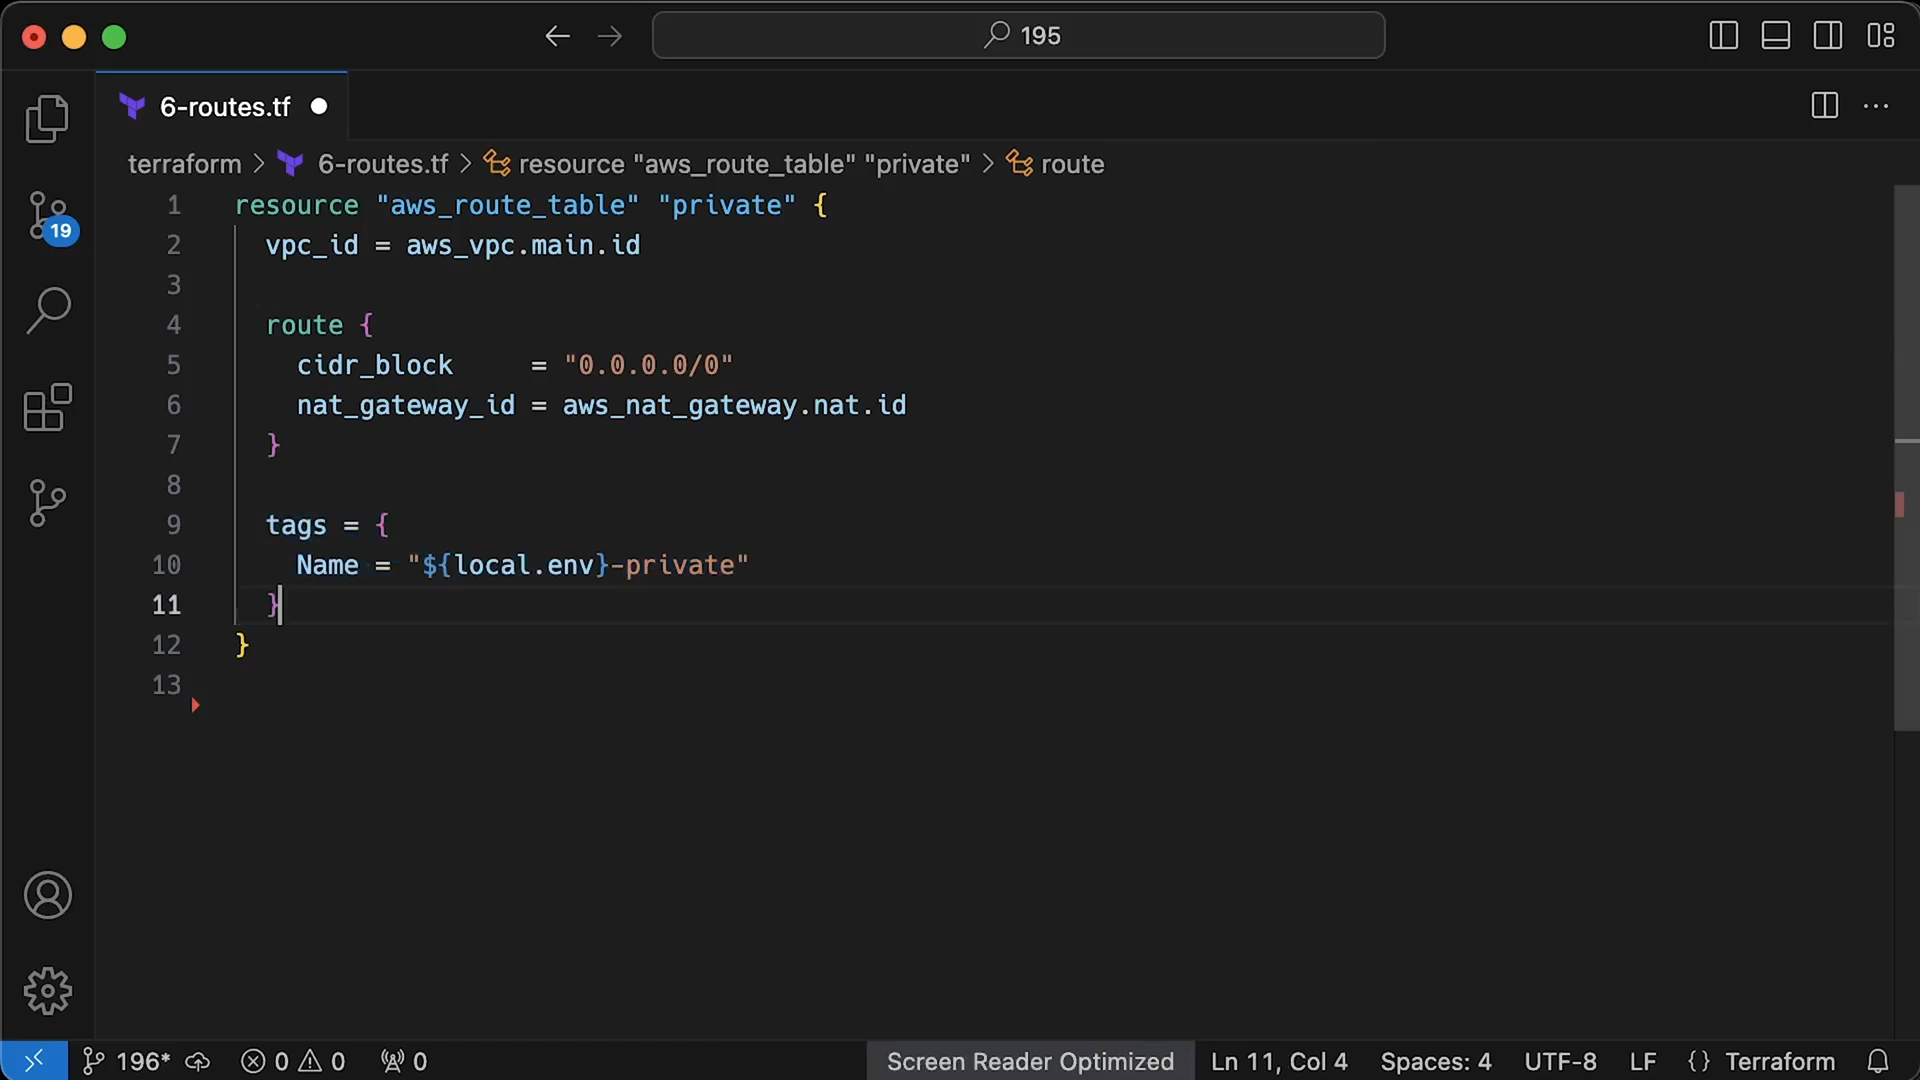 195
6-routes.tf
terraform > 6-routes.tf > resource "aws_route_table" "private" > route
19
1 resource "aws_route_table" "private" {
2   vpc_id = aws_vpc.main.id
3
4   route {
5     cidr_block     = "0.0.0.0/0"
6     nat_gateway_id = aws_nat_gateway.nat.id
7   }
8
9   tags = {
10     Name = "${local.env}-private"
11   }
12 }
13
196* 0 0 0 Screen Reader Optimized Ln 11, Col 4 Spaces: 4 UTF-8 LF {} Terraform